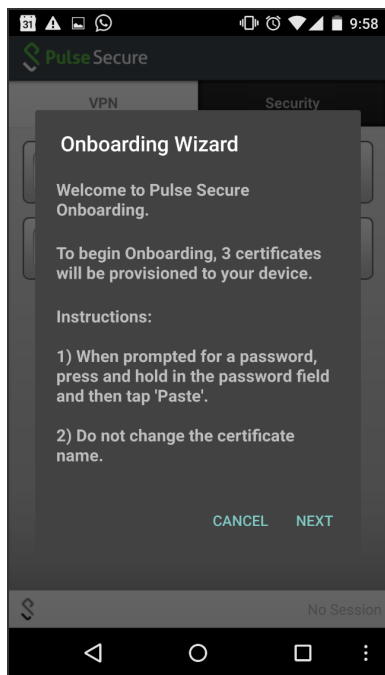 31
9:58
Pulse Secure
VPN
Security
Onboarding Wizard
Welcome to Pulse Secure
Onboarding.
To begin Onboarding, 3 certificates
will be provisioned to your device.
Instructions:
1) When prompted for a password,
press and hold in the password field
and then tap 'Paste'.
2) Do not change the certificate
name.
CANCEL NEXT
No Session